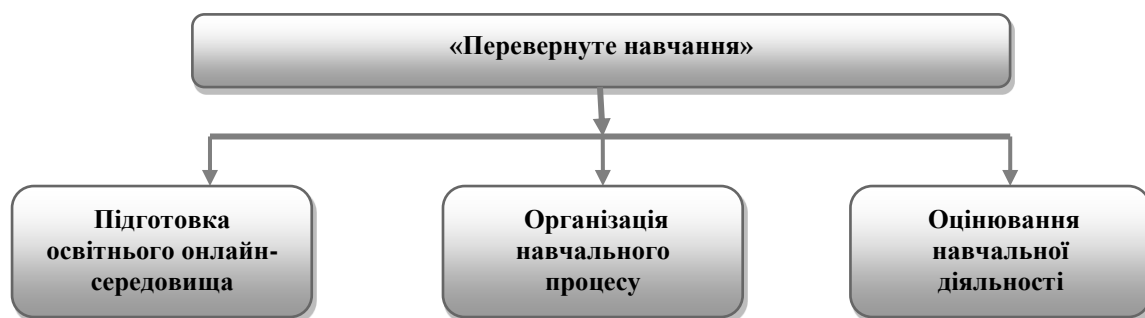 «Перевернуте навчання»
Підготовка
освітнього онлайн-
середовища
Організація
навчального
процесу
Оцінювання
навчальної
діяльності